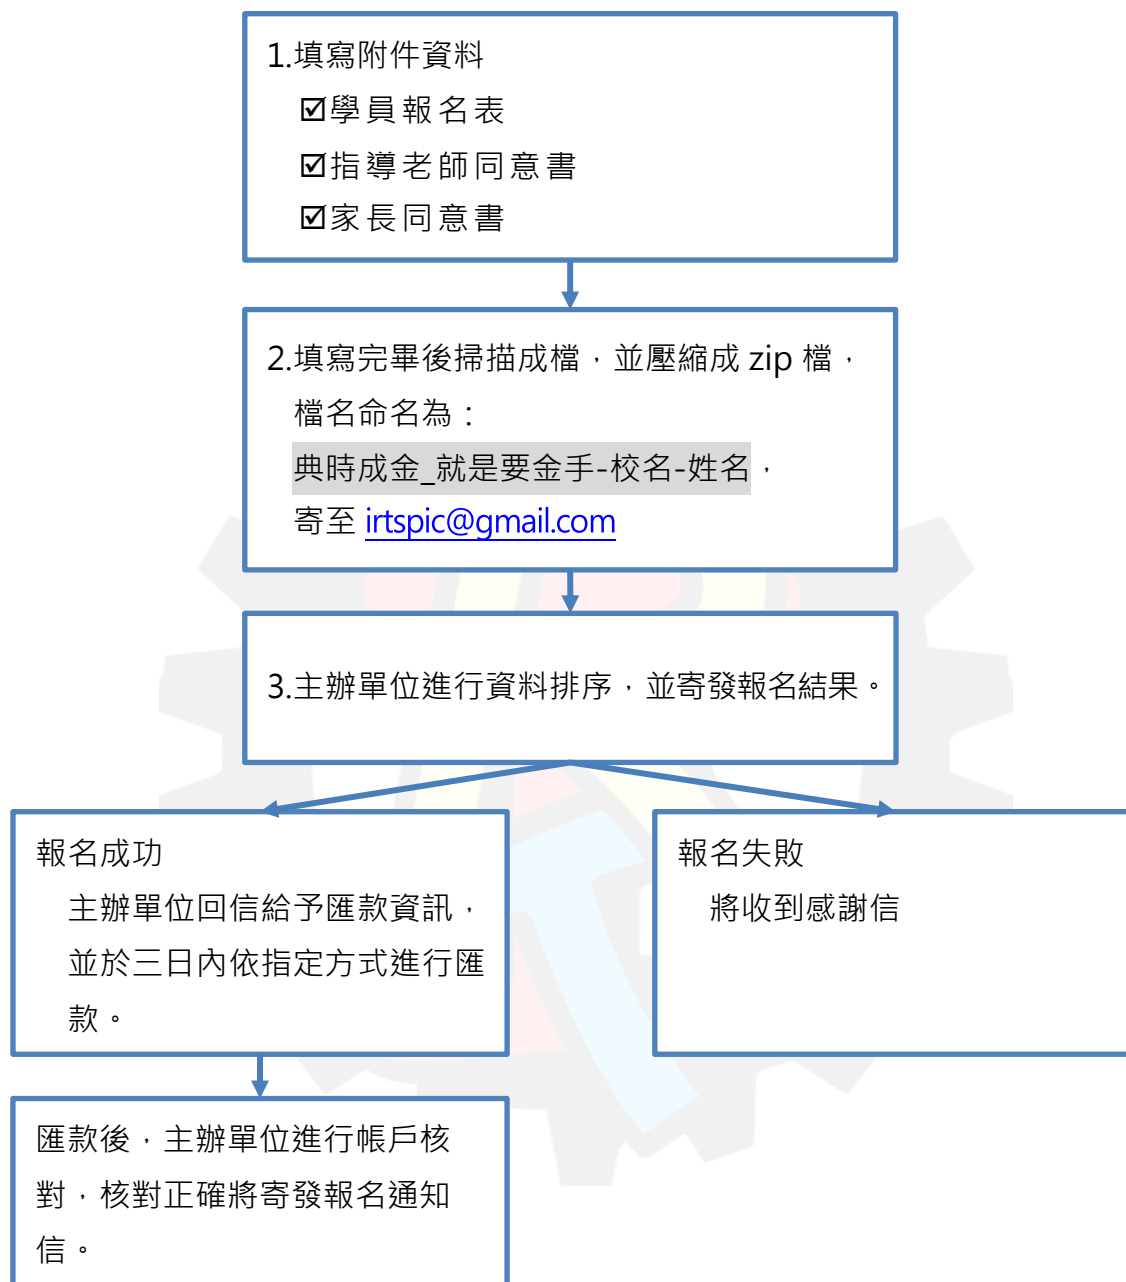 1.填寫附件資料
☑學員報名表
☑指導老師同意書
☑家長同意書
2.填寫完畢後掃描成檔，並壓縮成 zip 檔，
檔名命名為：
典時成金_就是要金手-校名-姓名，
寄至 irtspic@gmail.com
3.主辦單位進行資料排序，並寄發報名結果。
報名成功
主辦單位回信給予匯款資訊，
並於三日內依指定方式進行匯
款。
報名失敗
將收到感謝信
匯款後，主辦單位進行帳戶核
對，核對正確將寄發報名通知
信。